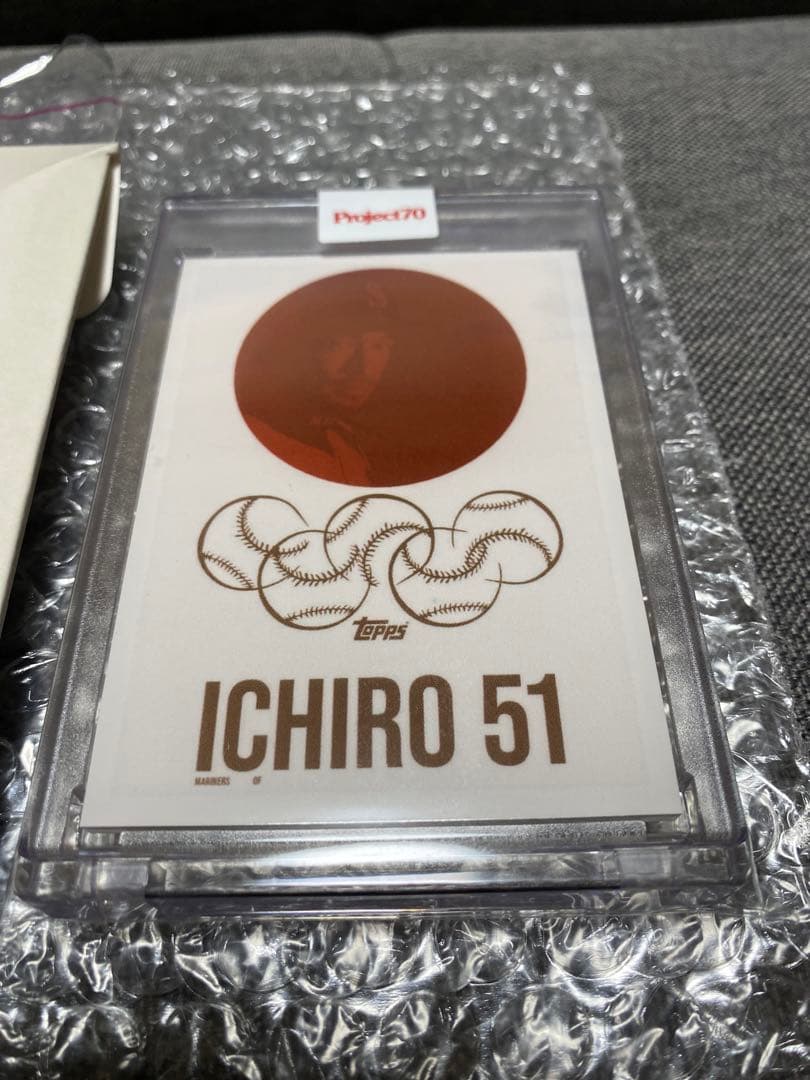 Project70
topps
ICHIRO 51
MARINERS OF